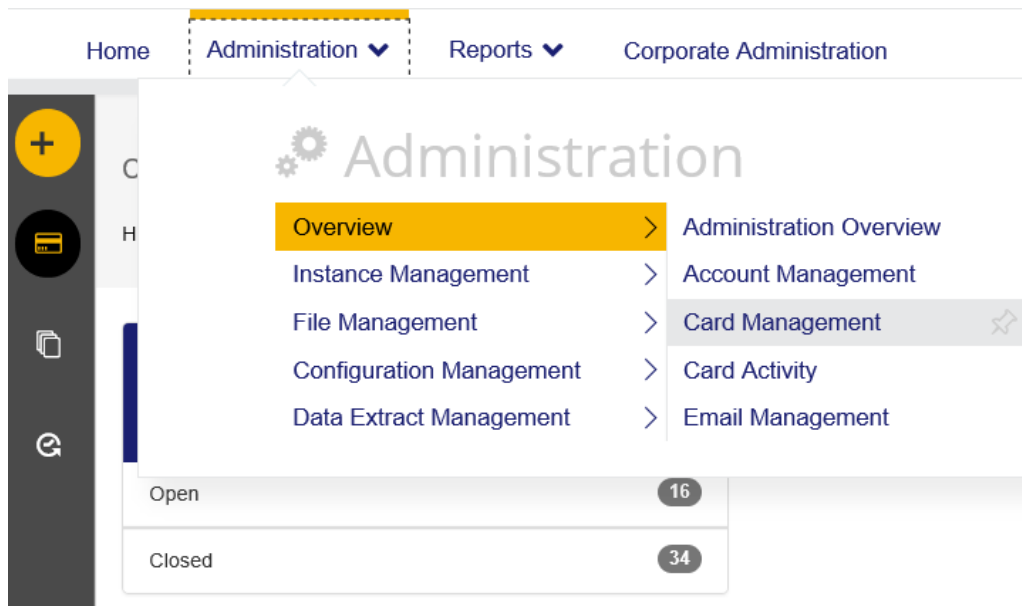 Home Administration Reports Corporate Administration
Administration
Overview Administration Overview
Instance Management Account Management
File Management Card Management
Configuration Management Card Activity
Data Extract Management Email Management
Open 16
Closed 34